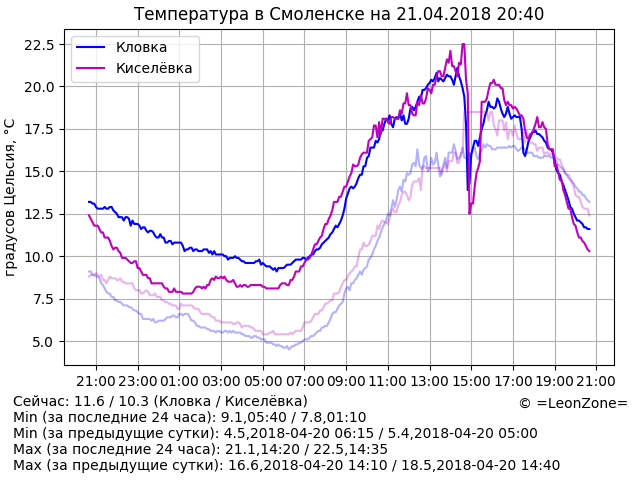 Температура в Смоленске на 21.04.2018 20:40
Кловка
Киселёвка
градусов Цельсия, °C
22.5
20.0
17.5
15.0
12.5
10.0
7.5
5.0
21:00 23:00 01:00 03:00 05:00 07:00 09:00 11:00 13:00 15:00 17:00 19:00 21:00
Сейчас: 11.6 / 10.3 (Кловка / Киселёвка)
© =LeonZone=
Min (за последние 24 часа): 9.1,05:40 / 7.8,01:10
Min (за предыдущие сутки): 4.5,2018-04-20 06:15 / 5.4,2018-04-20 05:00
Max (за последние 24 часа): 21.1,14:20 / 22.5,14:35
Max (за предыдущие сутки): 16.6,2018-04-20 14:10 / 18.5,2018-04-20 14:40